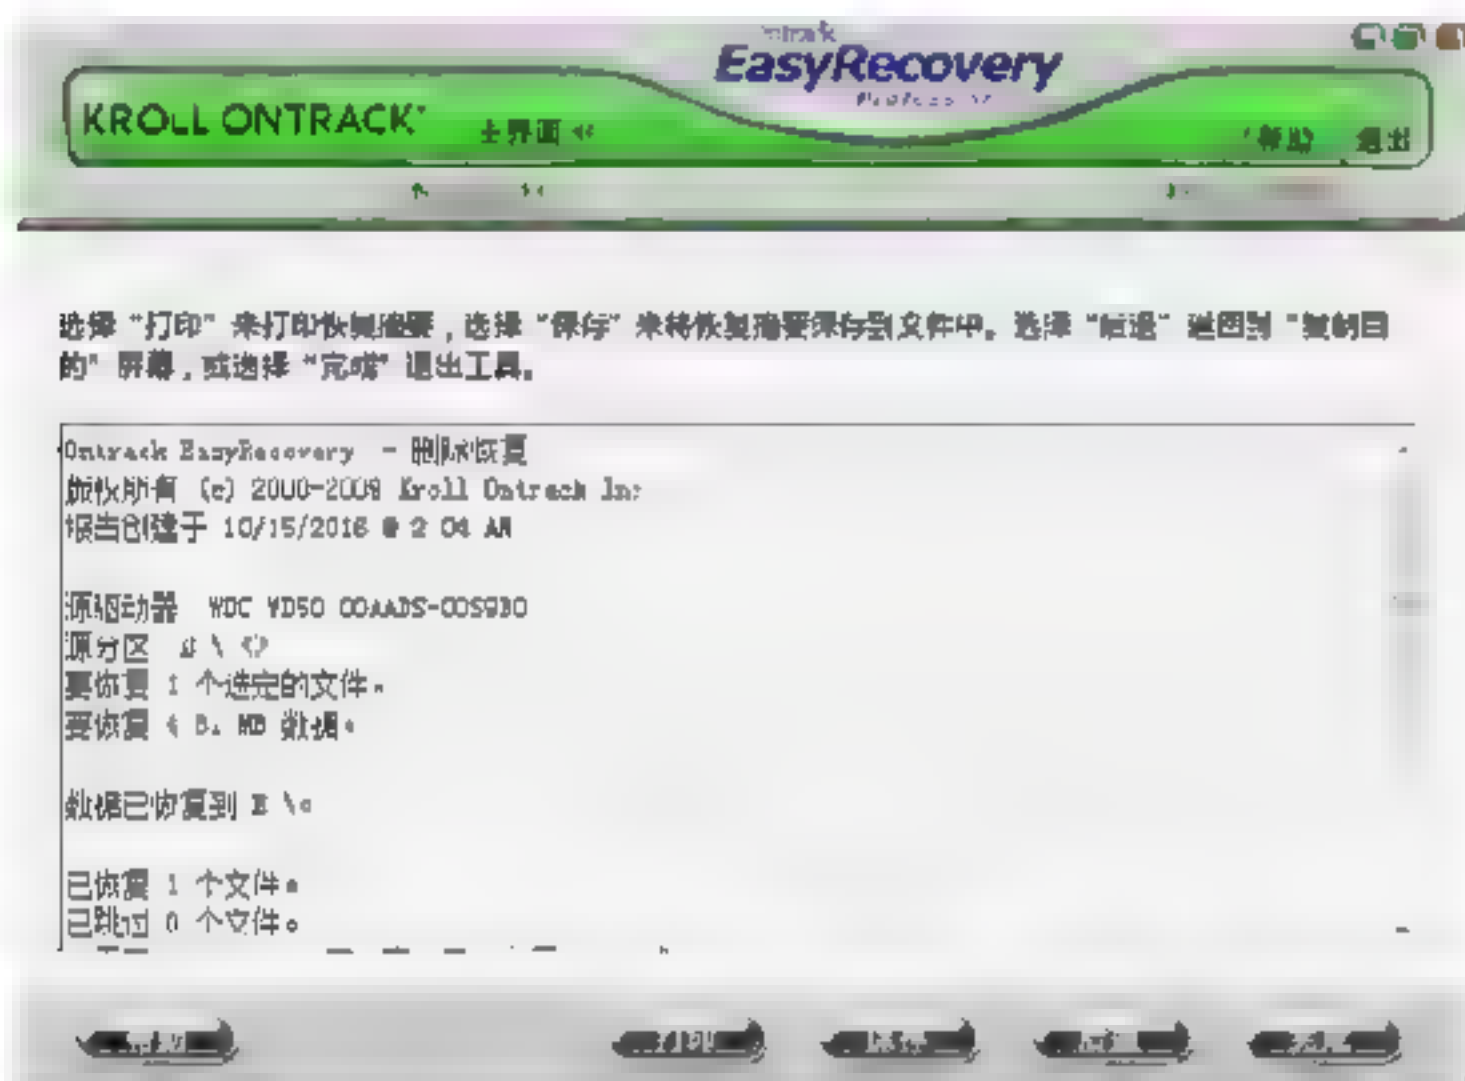 EasyRecovery
KROLL ONTRACK
主界面
帮助 退出
选择“打印”来打印恢复摘要，选择“保存”来将恢复摘要保存到文件中。选择“后退”返回到“复制目
的”屏幕，或选择“完成”退出工具。
Ontrack EasyRecovery - 删除恢复
版权所有 (c) 2000-2009 Kroll Ontrack Inc
报告创建于 10/15/2016 @ 2 04 AM
源驱动器 WDC WD50 00AADS-00S9B0
源分区
要恢复 1 个选定的文件。
要恢复 MB 数据。
数据已恢复到 E \。
已恢复 1 个文件。
已跳过 0 个文件。
打印